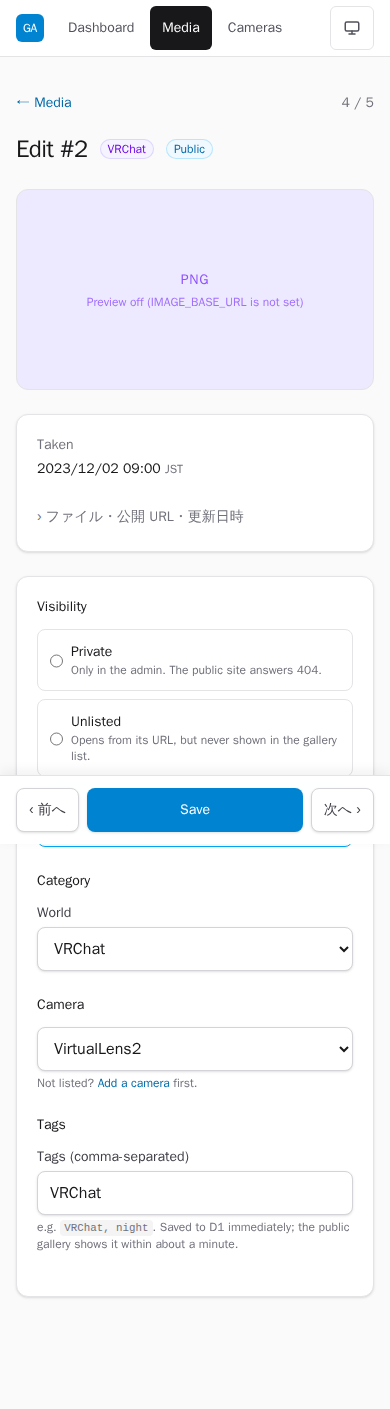 GA Dashboard Media Cameras
← Media 4 / 5
Edit #2 VRChat Public
PNG
Preview off (IMAGE_BASE_URL is not set)
Taken
2023/12/02 09:00 JST
› ファイル・公開 URL・更新日時
Visibility
Private
Only in the admin. The public site answers 404.
Unlisted
Opens from its URL, but never shown in the gallery
list.
‹ 前へ Save 次へ ›
Category
World
VRChat
Camera
VirtualLens2
Not listed? Add a camera first.
Tags
Tags (comma-separated)
VRChat
e.g. VRChat, night. Saved to D1 immediately; the public
gallery shows it within about a minute.